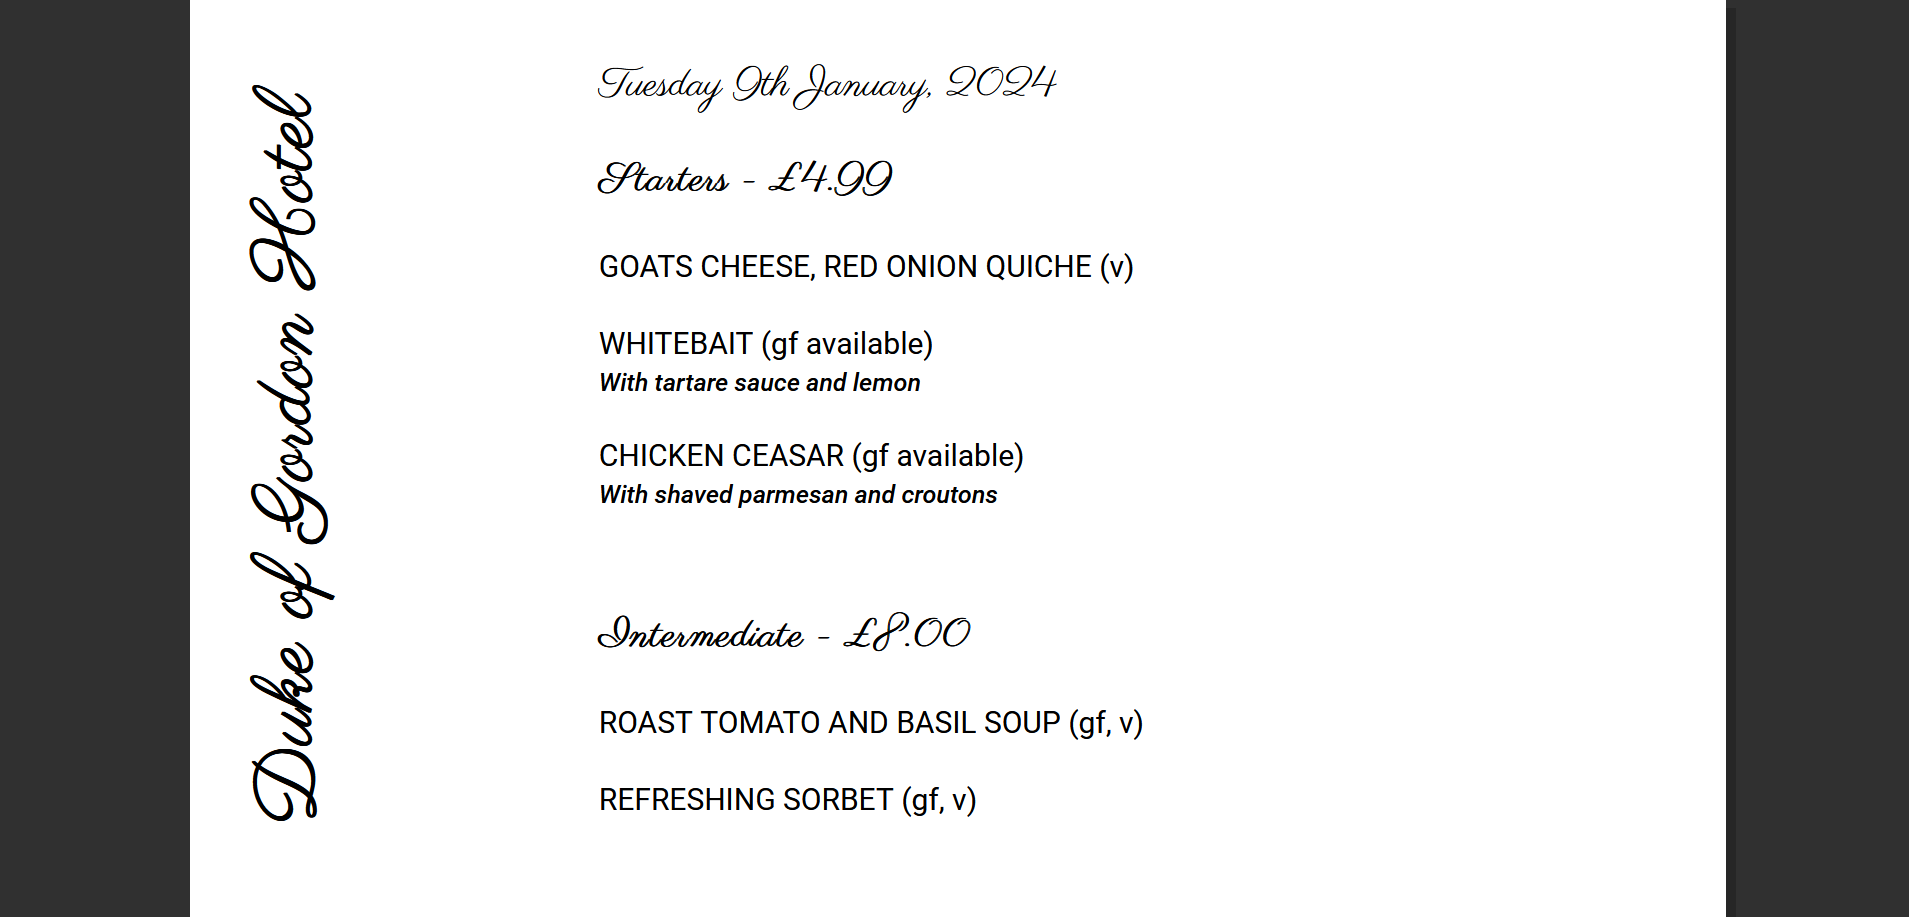 Duke of Gordon Hotel
Tuesday 9th January, 2024
Starters - £4.99
GOATS CHEESE, RED ONION QUICHE (v)
WHITEBAIT (gf available)
With tartare sauce and lemon
CHICKEN CEASAR (gf available)
With shaved parmesan and croutons
Intermediate - £8.00
ROAST TOMATO AND BASIL SOUP (gf, v)
REFRESHING SORBET (gf, v)